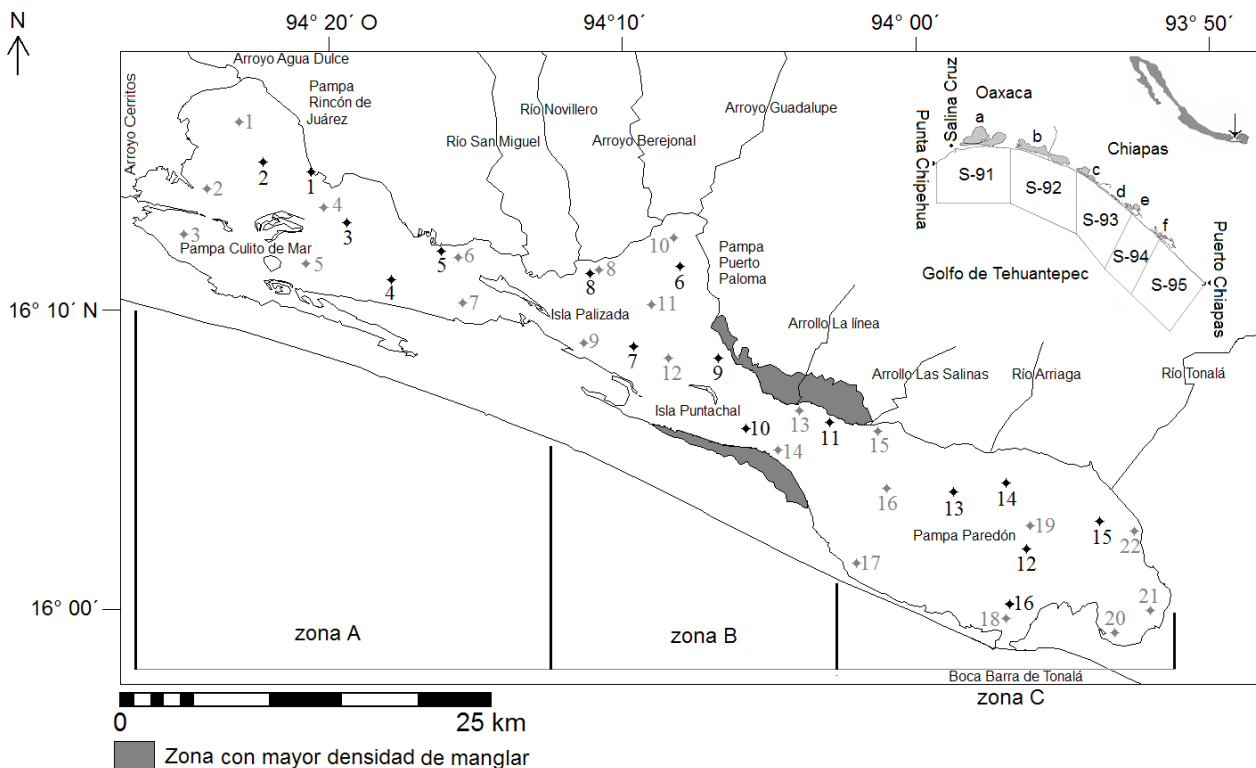 N
94° 20´ O
94° 10´
94° 00´
93° 50´
Arroyo Agua Dulce
Arroyo Cerritos
Pampa
Rincón de
Juárez
Río Novillero
Río San Miguel
Arroyo Berejonal
Arroyo Guadalupe
Salina Cruz
Punta Chipehua
Oaxaca
Chiapas
a
b
c
d
e
f
S-91
S-92
S-93
S-94
S-95
Golfo de Tehuantepec
Puerto Chiapas
1
2
1
2
3
4
3
Pampa Culito de Mar
5
4
5
6
7
8
8
10
6
Pampa
Puerto
Paloma
11
16° 10´ N
Isla Palizada
9
7
12
9
Arrollo La línea
Arrollo Las Salinas
Río Arriaga
Río Tonalá
Isla Puntachal
10
13
11
14
15
16
13
14
Pampa Paredón
19
15
22
12
17
16
18
20
21
16° 00´
zona A
zona B
Boca Barra de Tonalá
zona C
0
25 km
Zona con mayor densidad de manglar